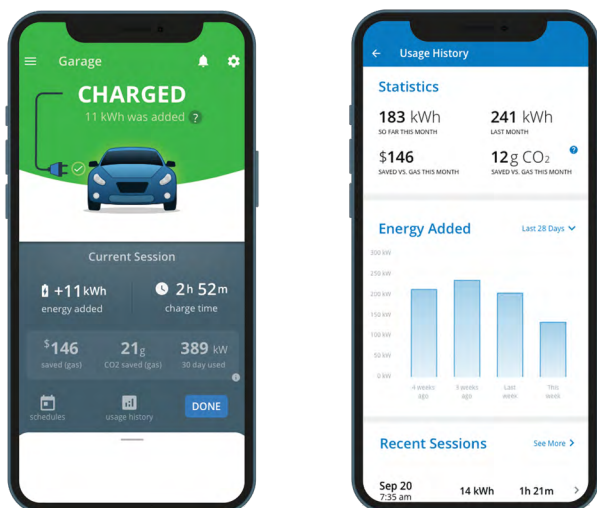 Garage
CHARGED
11 kWh was added ?
Current Session
+11 kWh
energy added
2h 52m
charge time
$146
saved (gas)
21g
CO2 saved (gas)
389 kW
30 day used
schedules
usage history
DONE
Usage History
Statistics
183 kWh
SO FAR THIS MONTH
241 kWh
LAST MONTH
$146
SAVED VS. GAS THIS MONTH
12g CO2
SAVED VS. GAS THIS MONTH
?
Energy Added
Last 28 Days
300 kW
250 kW
200 kW
150 kW
100 kW
50 kW
0 kW
4 weeks
ago
3 weeks
ago
Last
week
This
week
Recent Sessions
See More
Sep 20
7:35 am
14 kWh
1h 21m